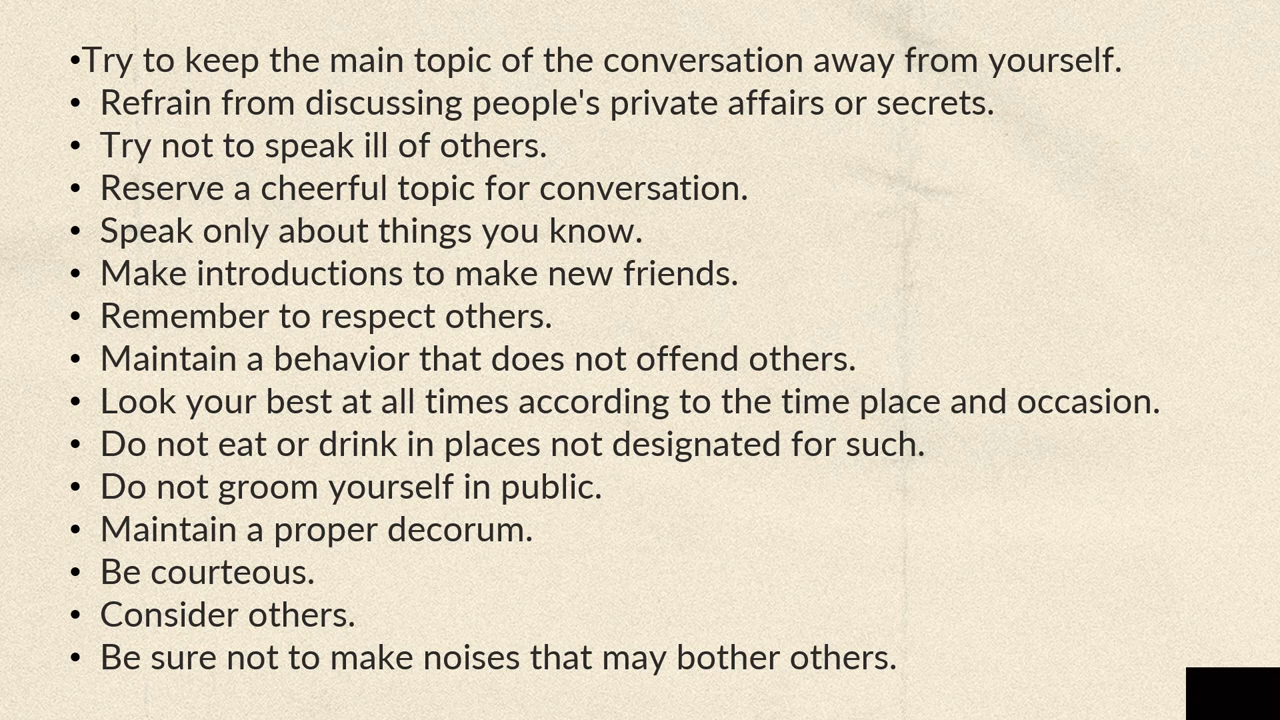 •Try to keep the main topic of the conversation away from yourself.
• Refrain from discussing people's private affairs or secrets.
• Try not to speak ill of others.
• Reserve a cheerful topic for conversation.
• Speak only about things you know.
• Make introductions to make new friends.
• Remember to respect others.
• Maintain a behavior that does not offend others.
• Look your best at all times according to the time place and occasion.
• Do not eat or drink in places not designated for such.
• Do not groom yourself in public.
• Maintain a proper decorum.
• Be courteous.
• Consider others.
• Be sure not to make noises that may bother others.